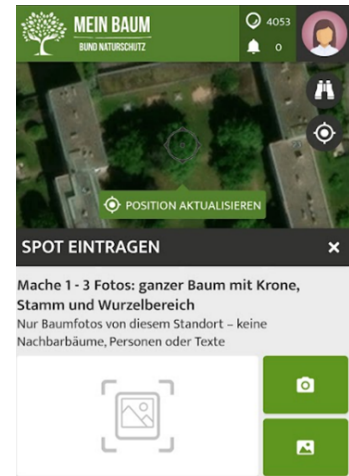 MEIN BAUM
BUND NATURSCHUTZ
4053
0
POSITION AKTUALISIEREN
SPOT EINTRAGEN
Mache 1 - 3 Fotos: ganzer Baum mit Krone,
Stamm und Wurzelbereich
Nur Baumfotos von diesem Standort – keine
Nachbarbäume, Personen oder Texte